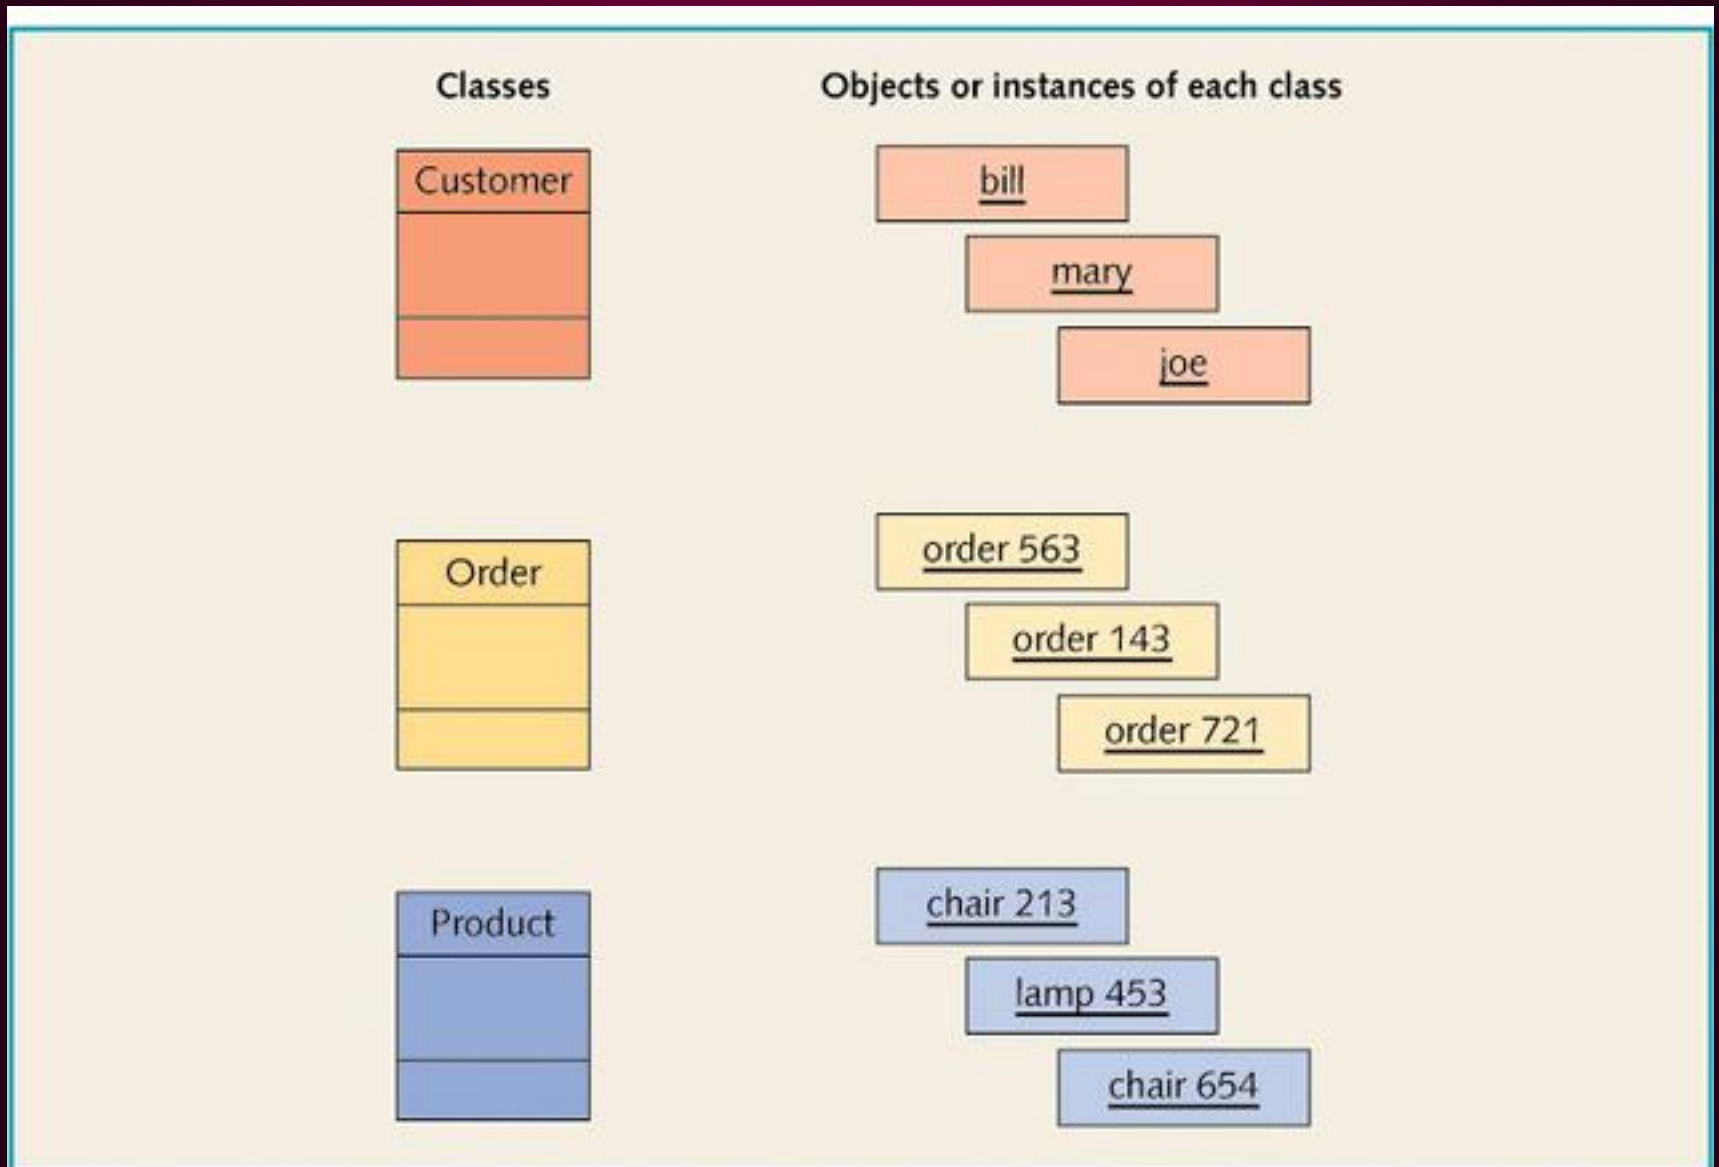 Classes
Objects or instances of each class
Customer
bill
mary
joe
Order
order 563
order 143
order 721
Product
chair 213
lamp 453
chair 654